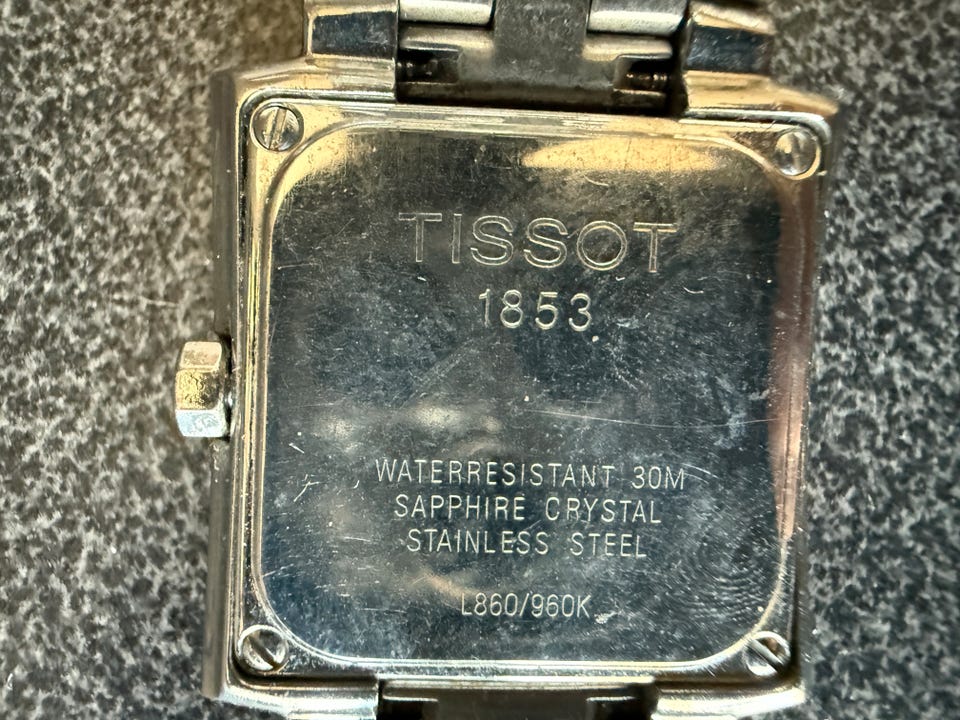 TISSOT
1853
WATERRESISTANT 30M
SAPPHIRE CRYSTAL
STAINLESS STEEL
L860/960K